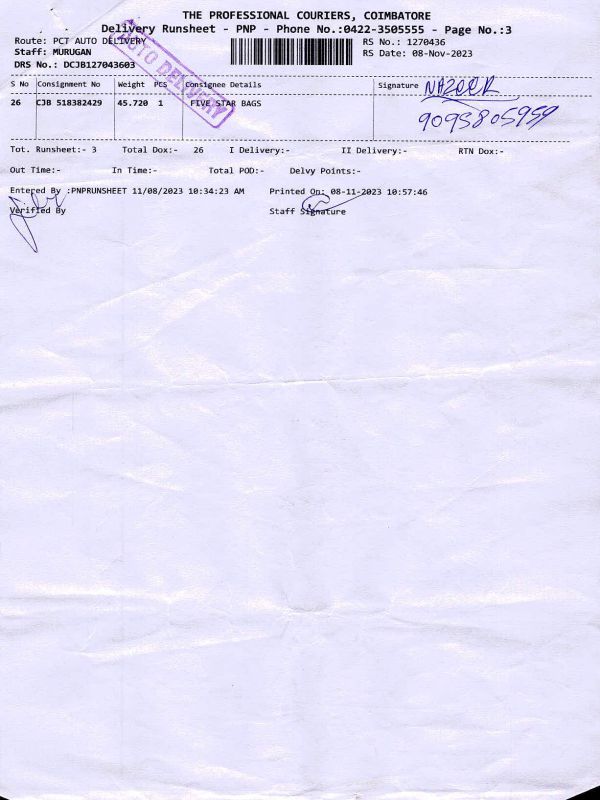 THE PROFESSIONAL COURIERS, COIMBATORE
Delivery Runsheet - PNP - Phone No.:0422-3505555 - Page No.:3
Route: PCT AUTO DELIVERY
RS No.: 1270436
Staff: MURUGAN
RS Date: 08-Nov-2023
DRS No.: DCJB127043603
AUTO DELIVERY
S No Consignment No Weight PCS Consignee Details Signature NAZEER
26 CJB 518382429 45.720 1 FIVE STAR BAGS 9095805959
Tot. Runsheet:- 3 Total Dox:- 26 I Delivery:- II Delivery:- RTN Dox:-
Out Time:- In Time:- Total POD:- Delvy Points:-
Entered By :PNPRUNSHEET 11/08/2023 10:34:23 AM Printed On: 08-11-2023 10:57:46
Verified By Staff Signature